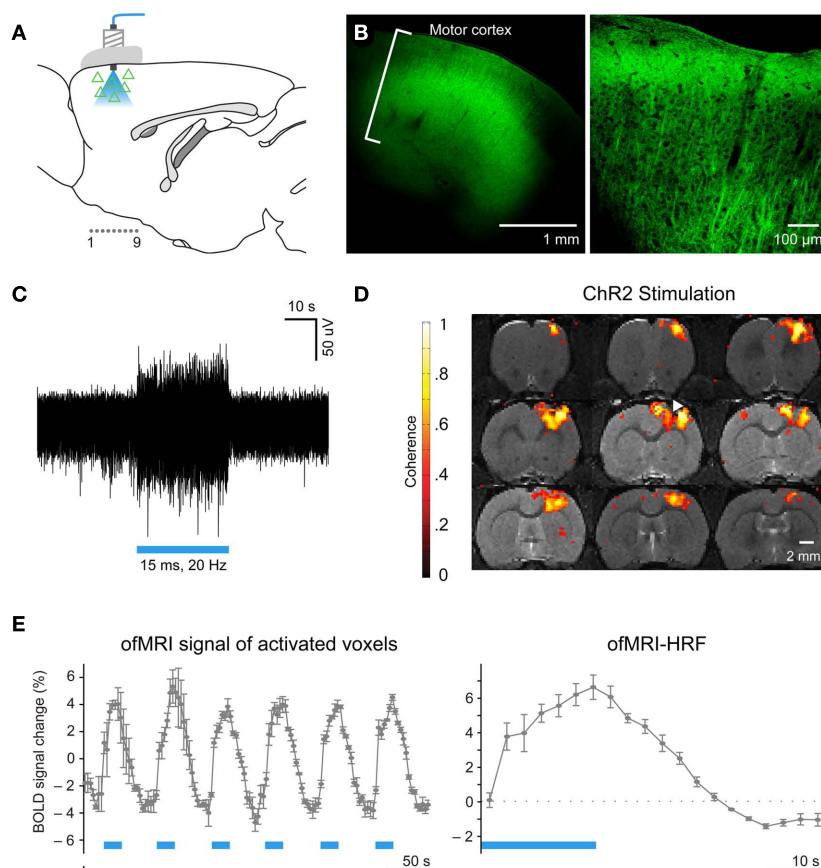 A
1 9
B
Motor cortex
1 mm
100 µm
C
10 s
50 uV
15 ms, 20 Hz
D
ChR2 Stimulation
Coherence
1
.8
.6
.4
.2
0
2 mm
E
ofMRI signal of activated voxels
BOLD signal change (%)
6
4
2
0
− 2
− 4
− 6
50 s
ofMRI-HRF
6
4
2
0
−2
10 s